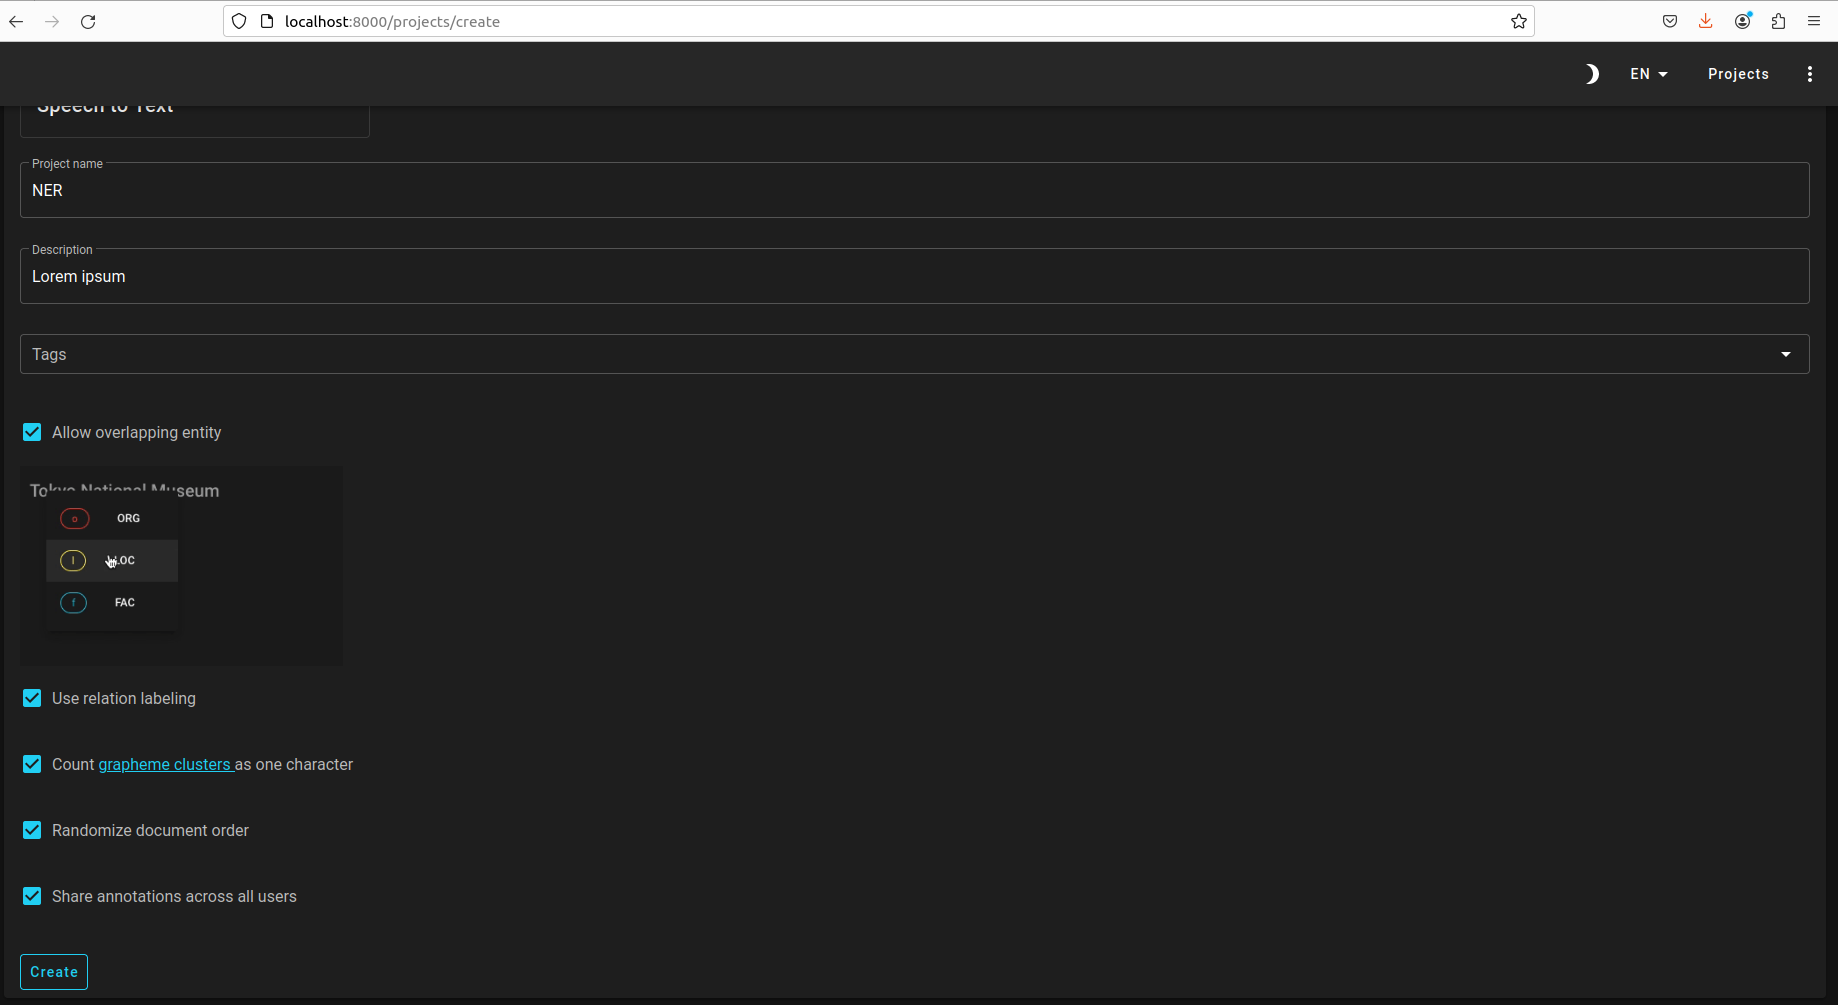 localhost:8000/projects/create
EN
Projects
Speech to Text
Project name
NER
Description
Lorem ipsum
Tags
Allow overlapping entity
Tokyo National Museum
o ORG
l LOC
f FAC
Use relation labeling
Count grapheme clusters as one character
Randomize document order
Share annotations across all users
Create